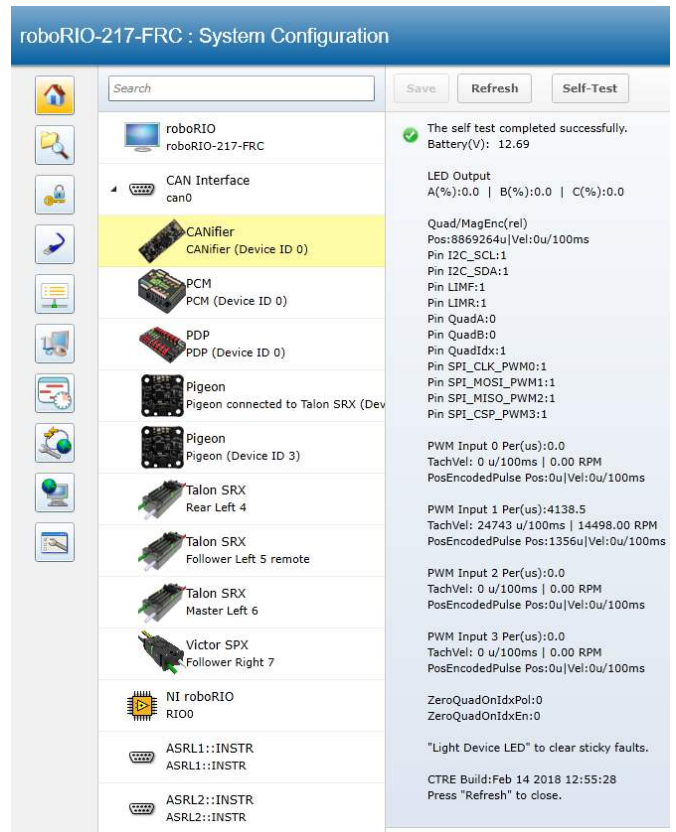 roboRIO-217-FRC : System Configuration
Search
roboRIO
roboRIO-217-FRC
CAN Interface
can0
CANifier
CANifier (Device ID 0)
PCM
PCM (Device ID 0)
PDP
PDP (Device ID 0)
Pigeon
Pigeon connected to Talon SRX (Dev
Pigeon
Pigeon (Device ID 3)
Talon SRX
Rear Left 4
Talon SRX
Follower Left 5 remote
Talon SRX
Master Left 6
Victor SPX
Follower Right 7
NI roboRIO
RIO0
ASRL1::INSTR
ASRL1::INSTR
ASRL2::INSTR
ASRL2::INSTR
Save Refresh Self-Test
The self test completed successfully.
Battery(V): 12.69
LED Output
A(%):0.0 | B(%):0.0 | C(%):0.0
Quad/MagEnc(rel)
Pos:8869264u|Vel:0u/100ms
Pin I2C_SCL:1
Pin I2C_SDA:1
Pin LIMF:1
Pin LIMR:1
Pin QuadA:0
Pin QuadB:0
Pin QuadIdx:1
Pin SPI_CLK_PWM0:1
Pin SPI_MOSI_PWM1:1
Pin SPI_MISO_PWM2:1
Pin SPI_CSP_PWM3:1
PWM Input 0 Per(us):0.0
TachVel: 0 u/100ms | 0.00 RPM
PosEncodedPulse Pos:0u|Vel:0u/100ms
PWM Input 1 Per(us):4138.5
TachVel: 24743 u/100ms | 14498.00 RPM
PosEncodedPulse Pos:1356u|Vel:0u/100ms
PWM Input 2 Per(us):0.0
TachVel: 0 u/100ms | 0.00 RPM
PosEncodedPulse Pos:0u|Vel:0u/100ms
PWM Input 3 Per(us):0.0
TachVel: 0 u/100ms | 0.00 RPM
PosEncodedPulse Pos:0u|Vel:0u/100ms
ZeroQuadOnIdxPol:0
ZeroQuadOnIdxEn:0
"Light Device LED" to clear sticky faults.
CTRE Build:Feb 14 2018 12:55:28
Press "Refresh" to close.